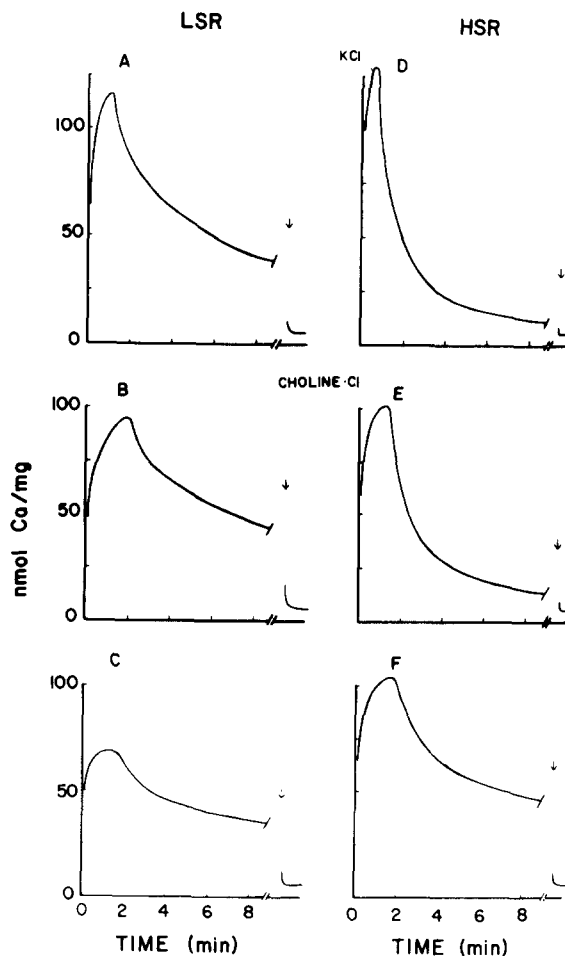 LSR HSR
A KCl D
100
50
0
CHOLINE·Cl
B E
100
50
0
nmol Ca/mg
C F
100
50
0
0 2 4 6 8 0 2 4 6 8
TIME (min) TIME (min)